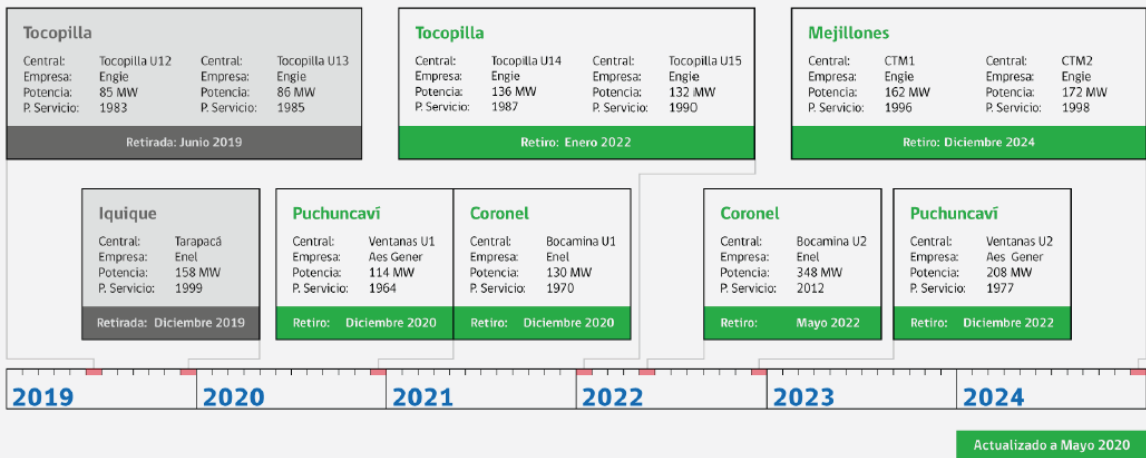 Tocopilla
Central: Tocopilla U12 Central: Tocopilla U13
Empresa: Engie Empresa: Engie
Potencia: 85 MW Potencia: 86 MW
P. Servicio: 1983 P. Servicio: 1985
Retirada: Junio 2019
Tocopilla
Central: Tocopilla U14 Central: Tocopilla U15
Empresa: Engie Empresa: Engie
Potencia: 136 MW Potencia: 132 MW
P. Servicio: 1987 P. Servicio: 1990
Retiro: Enero 2022
Mejillones
Central: CTM1 Central: CTM2
Empresa: Engie Empresa: Engie
Potencia: 162 MW Potencia: 172 MW
P. Servicio: 1996 P. Servicio: 1998
Retiro: Diciembre 2024
Iquique
Central: Tarapacá
Empresa: Enel
Potencia: 158 MW
P. Servicio: 1999
Retirada: Diciembre 2019
Puchuncaví
Central: Ventanas U1
Empresa: Aes Gener
Potencia: 114 MW
P. Servicio: 1964
Retiro: Diciembre 2020
Coronel
Central: Bocamina U1
Empresa: Enel
Potencia: 130 MW
P. Servicio: 1970
Retiro: Diciembre 2020
Coronel
Central: Bocamina U2
Empresa: Enel
Potencia: 348 MW
P. Servicio: 2012
Retiro: Mayo 2022
Puchuncaví
Central: Ventanas U2
Empresa: Aes Gener
Potencia: 208 MW
P. Servicio: 1977
Retiro: Diciembre 2022
2019 2020 2021 2022 2023 2024
Actualizado a Mayo 2020